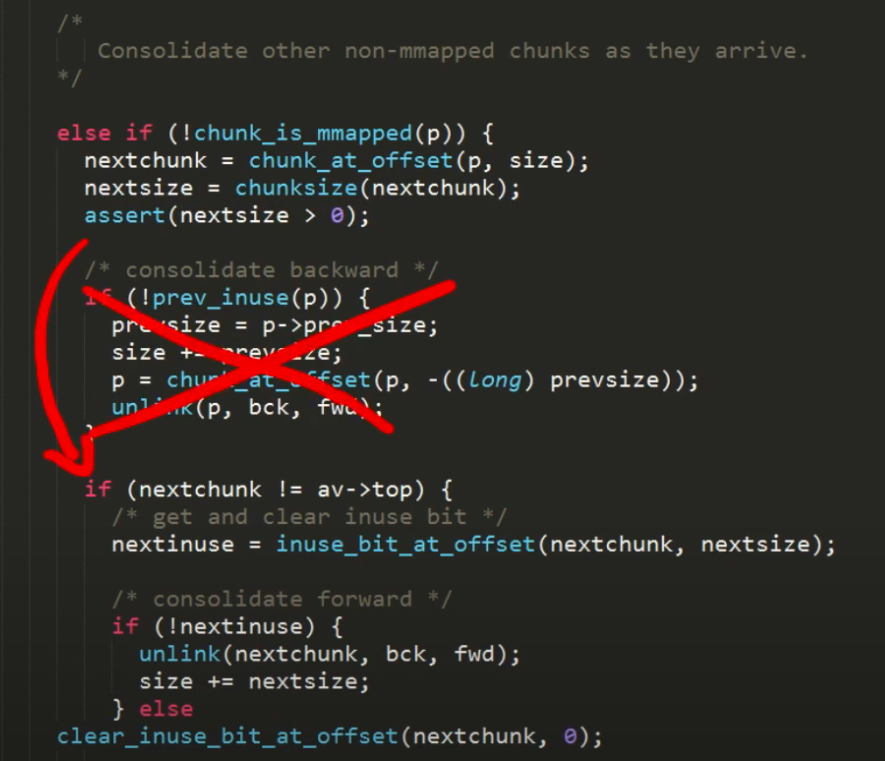 /*
Consolidate other non-mmapped chunks as they arrive.
*/
else if (!chunk_is_mmapped(p)) {
nextchunk = chunk_at_offset(p, size);
nextsize = chunksize(nextchunk);
assert(nextsize > 0);
/* consolidate backward */
if (!prev_inuse(p)) {
prevsize = p->prev_size;
size += prevsize;
p = chunk_at_offset(p, -((long) prevsize));
unlink(p, bck, fwd);
}
if (nextchunk != av->top) {
/* get and clear inuse bit */
nextinuse = inuse_bit_at_offset(nextchunk, nextsize);
/* consolidate forward */
if (!nextinuse) {
unlink(nextchunk, bck, fwd);
size += nextsize;
} else
clear_inuse_bit_at_offset(nextchunk, 0);